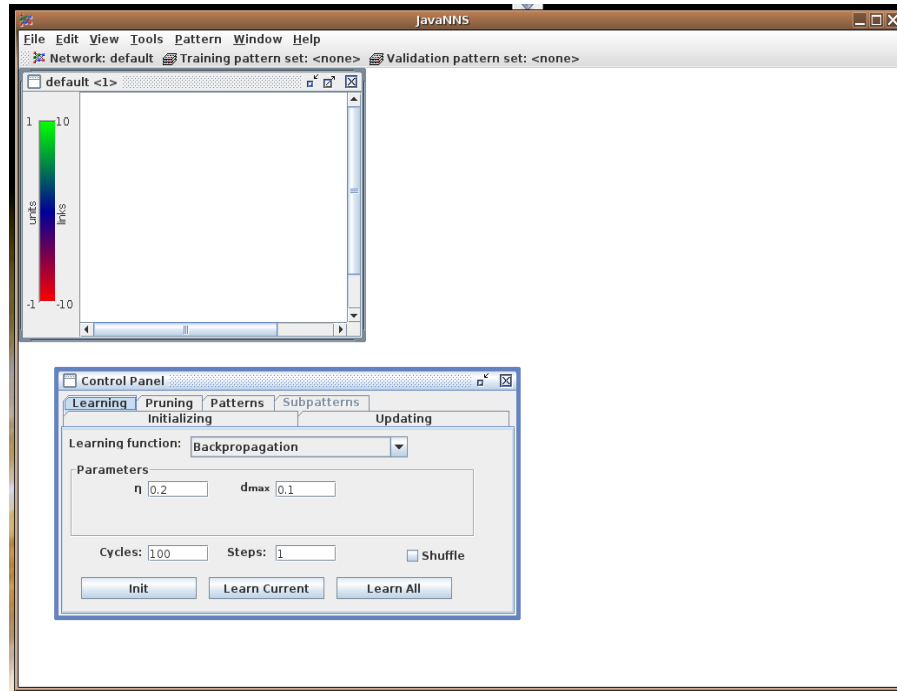 JavaNNS
File Edit View Tools Pattern Window Help
Network: default Training pattern set: <none> Validation pattern set: <none>
default <1>
1 10
units links
-1 -10
Control Panel
Learning Pruning Patterns Subpatterns
Initializing Updating
Learning function: Backpropagation
Parameters
η 0.2 dmax 0.1
Cycles: 100 Steps: 1 Shuffle
Init Learn Current Learn All